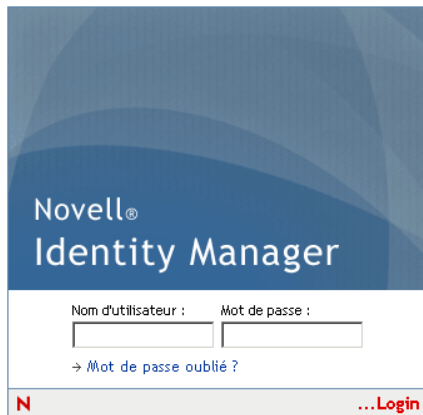 Novell®
Identity Manager
Nom d'utilisateur : Mot de passe :
→ Mot de passe oublié ?
N ...Login